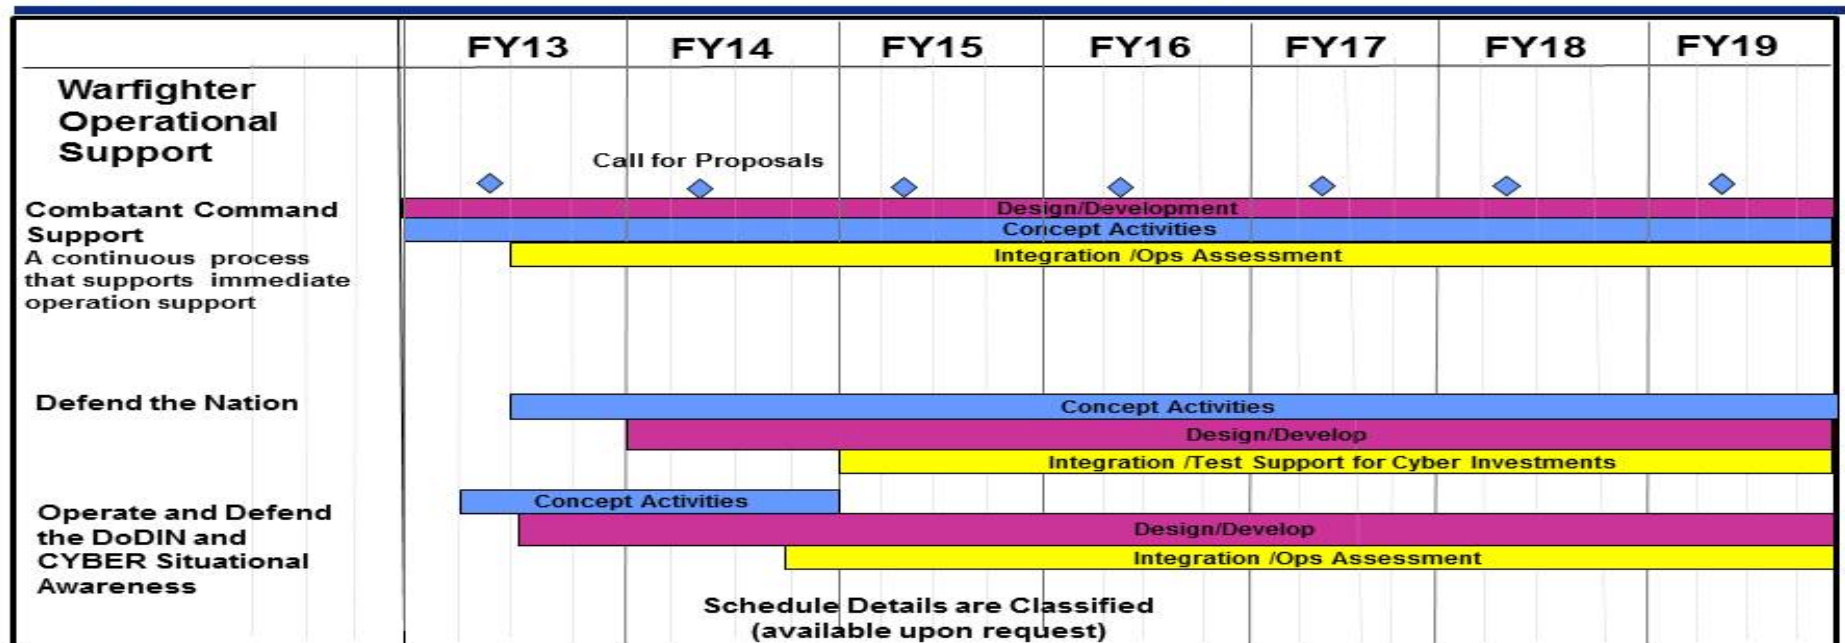 FY13 FY14 FY15 FY16 FY17 FY18 FY19
Warfighter
Operational
Support
Call for Proposals
Combatant Command
Support
A continuous process
that supports immediate
operation support
Design/Development
Concept Activities
Integration /Ops Assessment
Defend the Nation
Concept Activities
Design/Develop
Integration /Test Support for Cyber Investments
Operate and Defend
the DoDIN and
CYBER Situational
Awareness
Concept Activities
Design/Develop
Integration /Ops Assessment
Schedule Details are Classified
(available upon request)